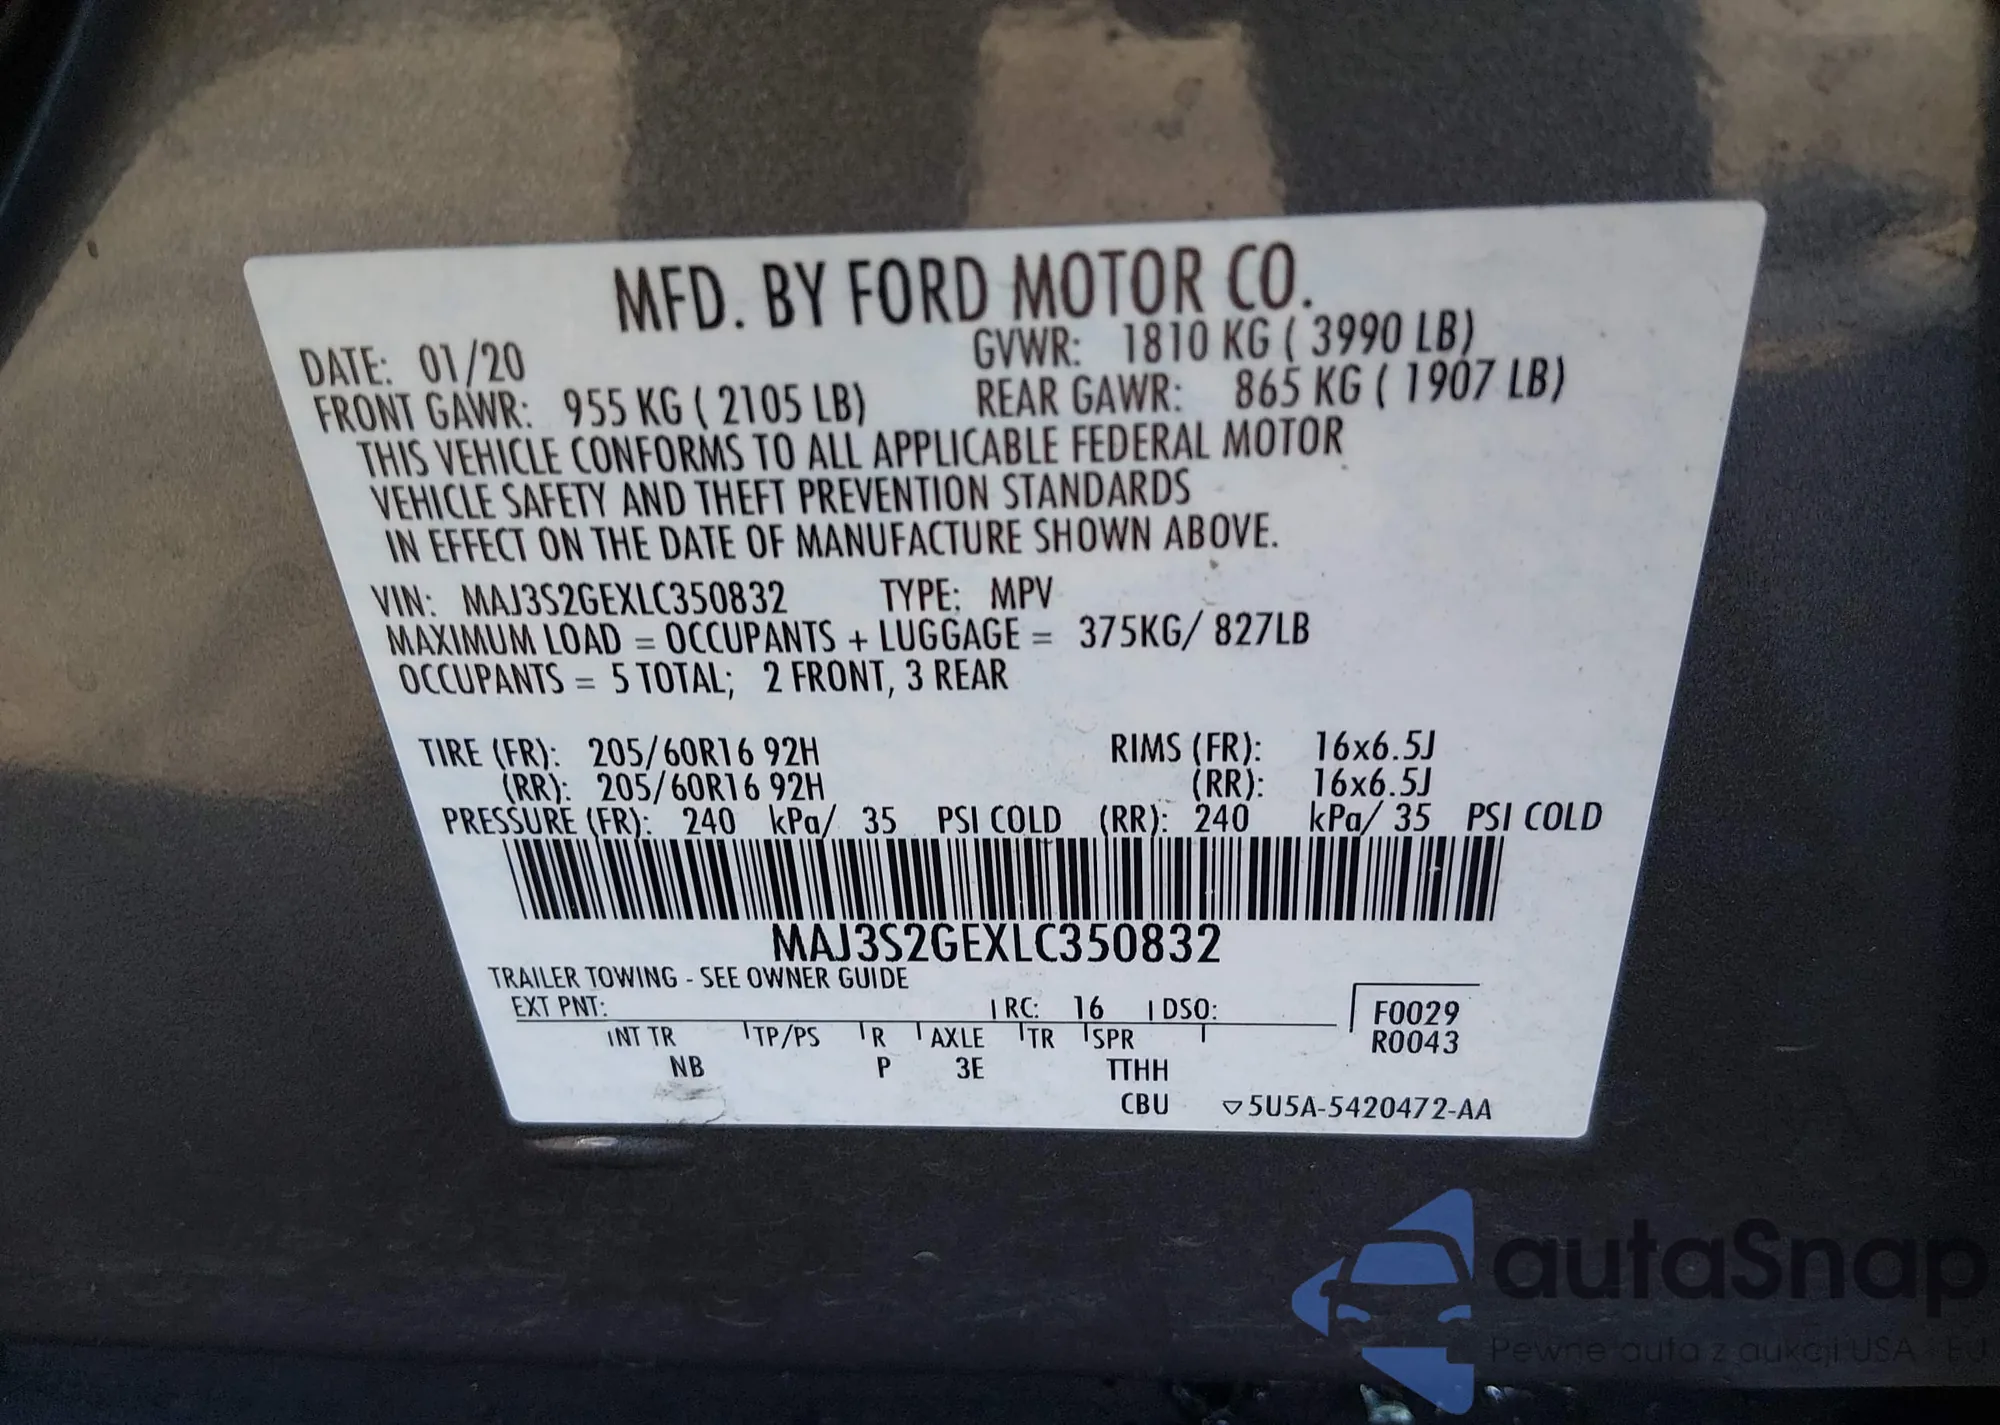 MFD. BY FORD MOTOR CO.
DATE: 01/20 GVWR: 1810 KG ( 3990 LB)
FRONT GAWR: 955 KG ( 2105 LB) REAR GAWR: 865 KG ( 1907 LB)
THIS VEHICLE CONFORMS TO ALL APPLICABLE FEDERAL MOTOR
VEHICLE SAFETY AND THEFT PREVENTION STANDARDS
IN EFFECT ON THE DATE OF MANUFACTURE SHOWN ABOVE.
VIN: MAJ3S2GEXLC350832 TYPE: MPV
MAXIMUM LOAD = OCCUPANTS + LUGGAGE = 375KG/ 827LB
OCCUPANTS = 5 TOTAL; 2 FRONT, 3 REAR
TIRE (FR): 205/60R16 92H RIMS (FR): 16x6.5J
(RR): 205/60R16 92H (RR): 16x6.5J
PRESSURE (FR): 240 kPa/ 35 PSI COLD (RR): 240 kPa/ 35 PSI COLD
MAJ3S2GEXLC350832
TRAILER TOWING - SEE OWNER GUIDE
EXT PNT: RC: 16 DSO: F0029
INT TR TP/PS R AXLE TR SPR R0043
NB P 3E TTHH
CBU 5U5A-5420472-AA
autaSnap
Pewne auta z aukcji USA - EU